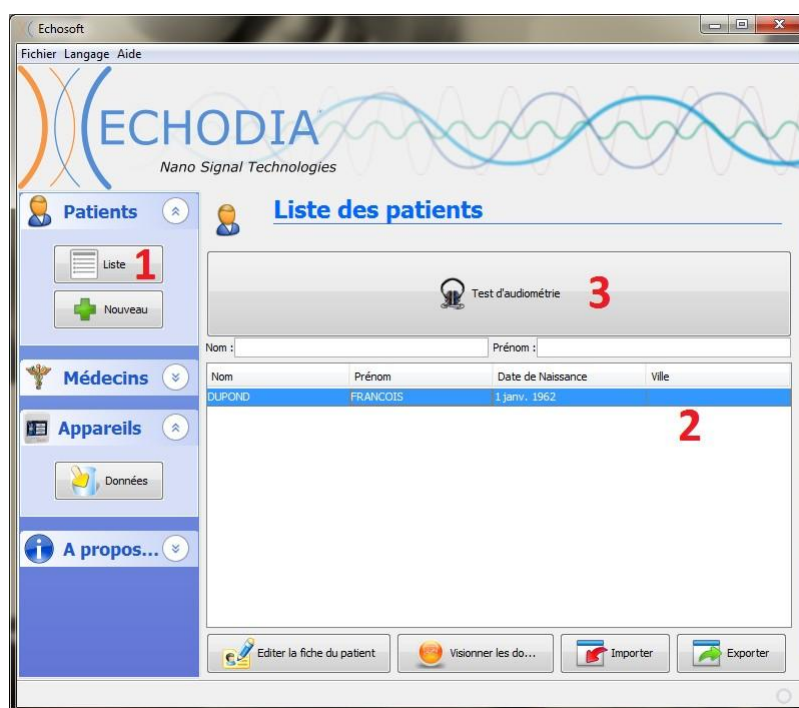 Echosoft
Fichier Langage Aide
ECHODIA
Nano Signal Technologies
Patients
Liste 1
Nouveau
Médecins
Appareils
Données
A propos...
Liste des patients
Test d'audiométrie 3
Nom : Prénom :
Nom Prénom Date de Naissance Ville
DUPOND FRANCOIS 1 janv. 1962
2
Editer la fiche du patient Visionner les do... Importer Exporter